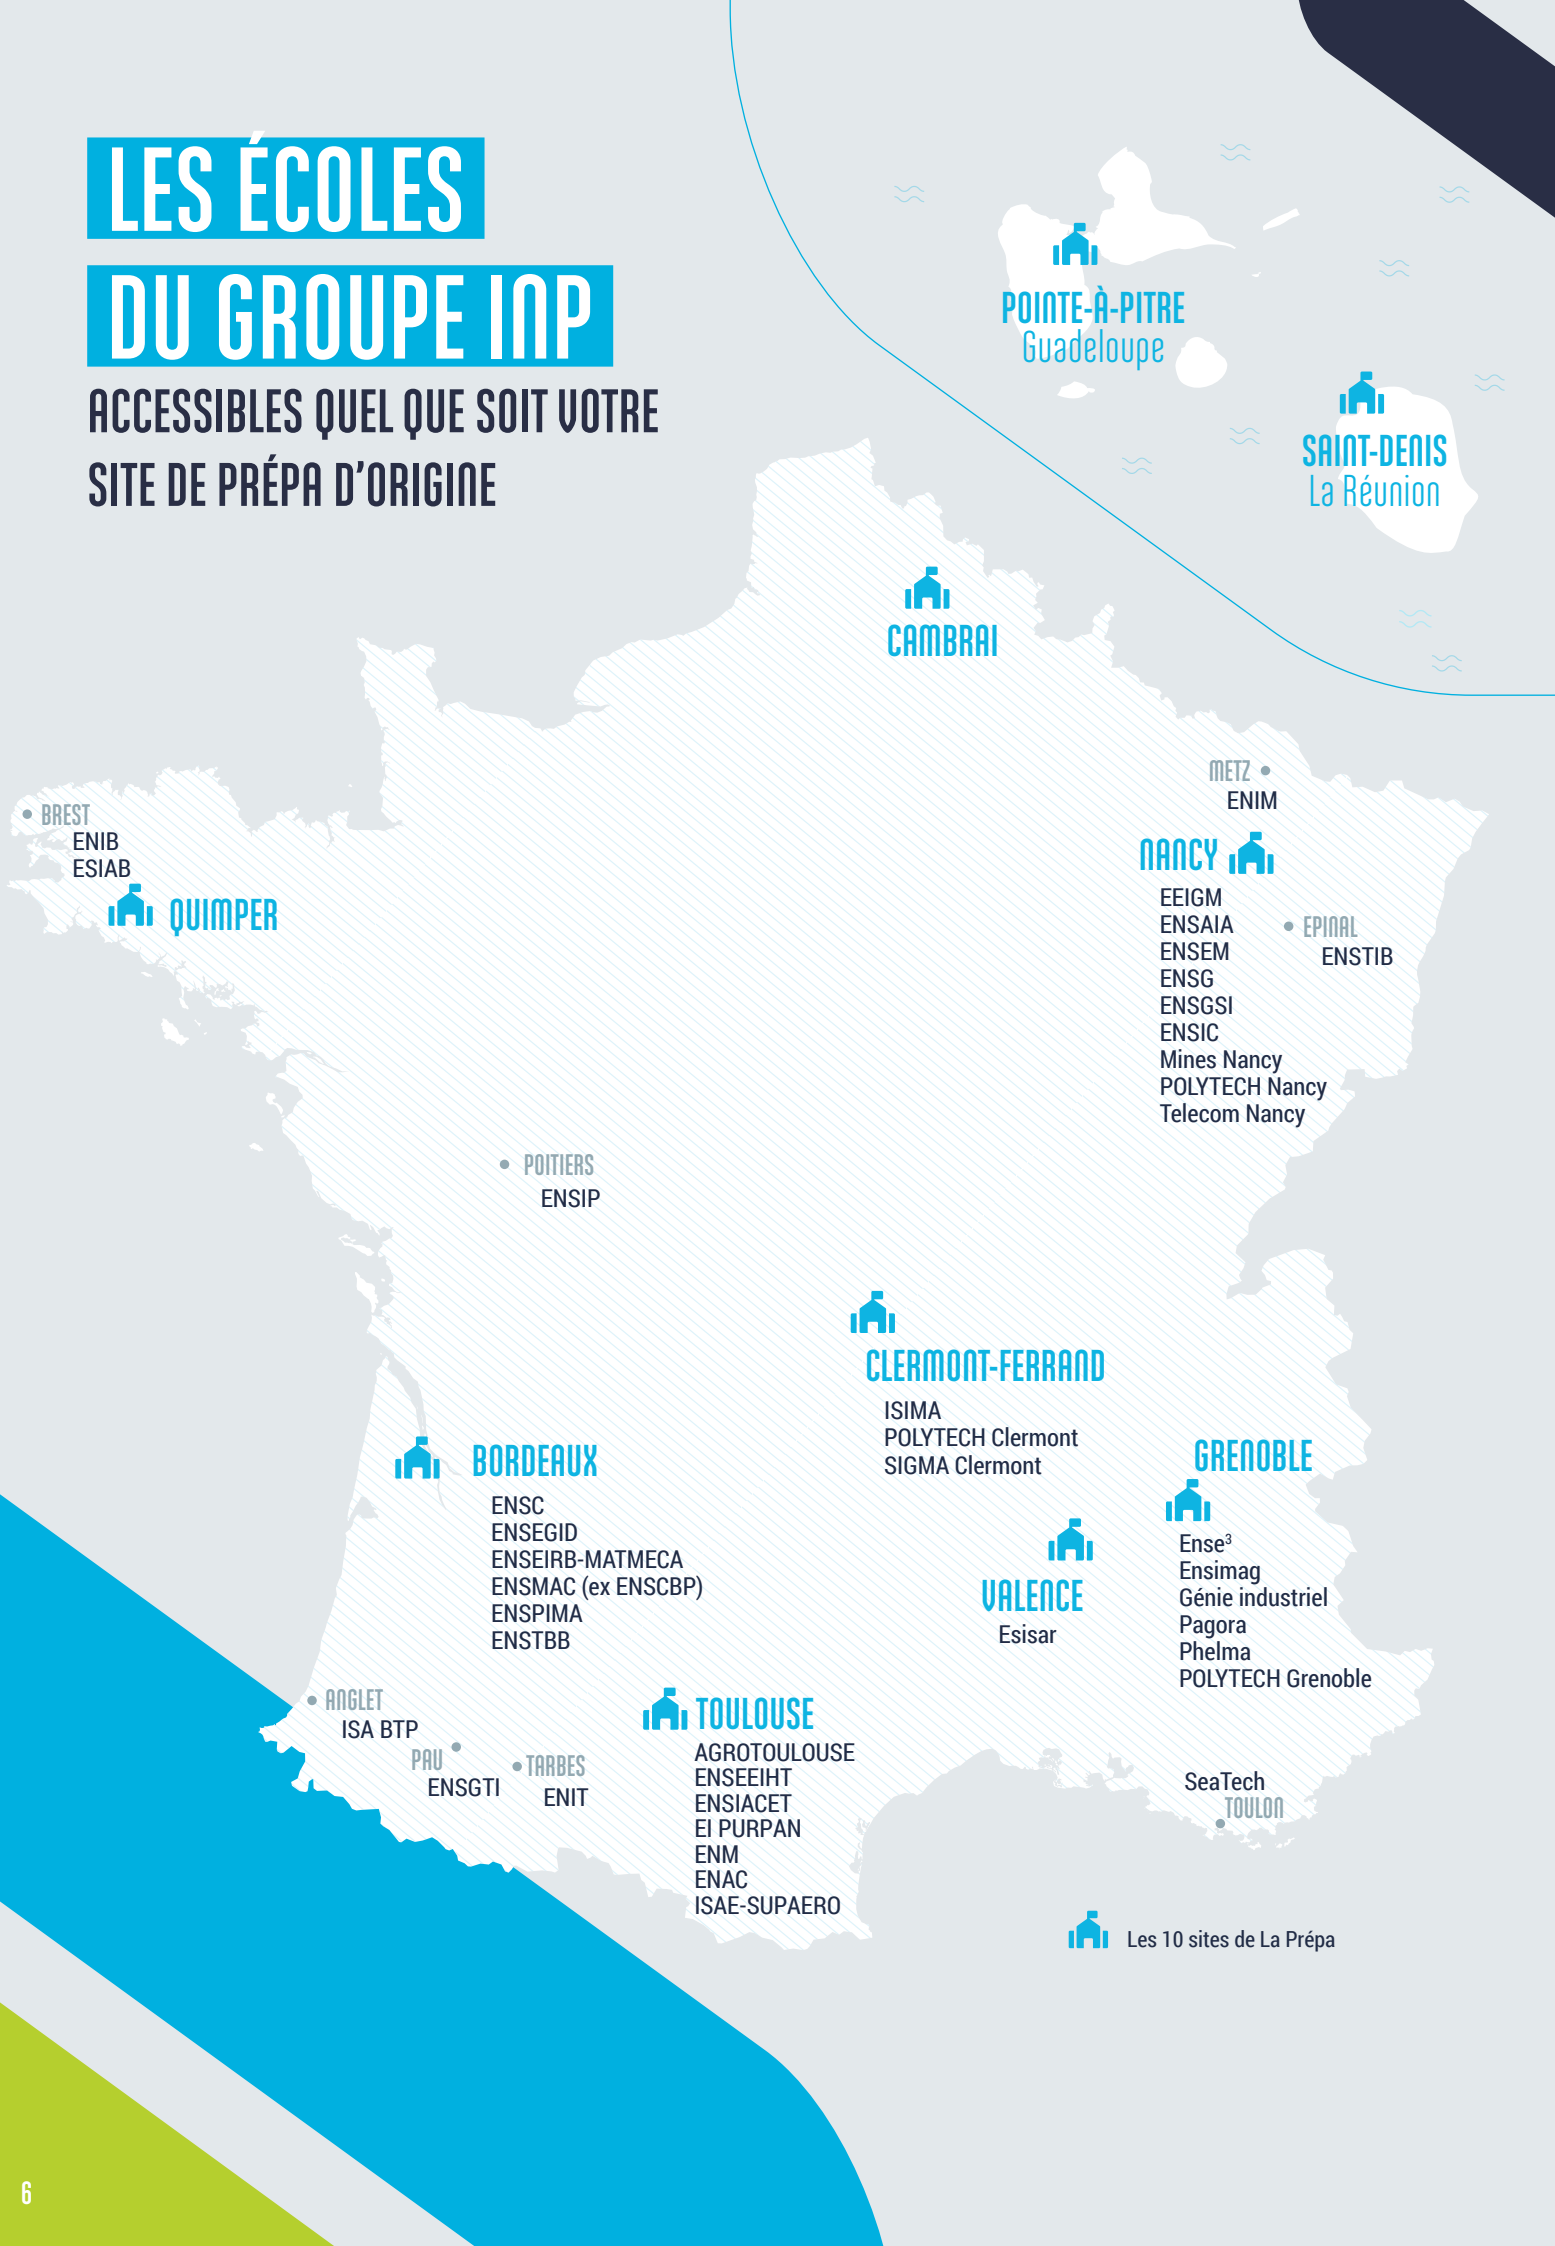 LES ÉCOLES
DU GROUPE INP
ACCESSIBLES QUEL QUE SOIT VOTRE
SITE DE PRÉPA D'ORIGINE
POINTE-À-PITRE
Guadeloupe
SAINT-DENIS
La Réunion
CAMBRAI
METZ
ENIM
BREST
ENIB
ESIAB
QUIMPER
NANCY
EEIGM
ENSAIA
ENSEM
ENSG
ENSGSI
ENSIC
Mines Nancy
POLYTECH Nancy
Telecom Nancy
EPINAL
ENSTIB
POITIERS
ENSIP
CLERMONT-FERRAND
ISIMA
POLYTECH Clermont
SIGMA Clermont
BORDEAUX
ENSC
ENSEGID
ENSEIRB-MATMECA
ENSMAC (ex ENSCBP)
ENSPIMA
ENSTBB
GRENOBLE
Ense³
Ensimag
Génie industriel
Pagora
Phelma
POLYTECH Grenoble
VALENCE
Esisar
ANGLET
ISA BTP
PAU
ENSGTI
TARBES
ENIT
TOULOUSE
AGROTOULOUSE
ENSEEIHT
ENSIACET
EI PURPAN
ENM
ENAC
ISAE-SUPAERO
SeaTech
TOULON
Les 10 sites de La Prépa
6